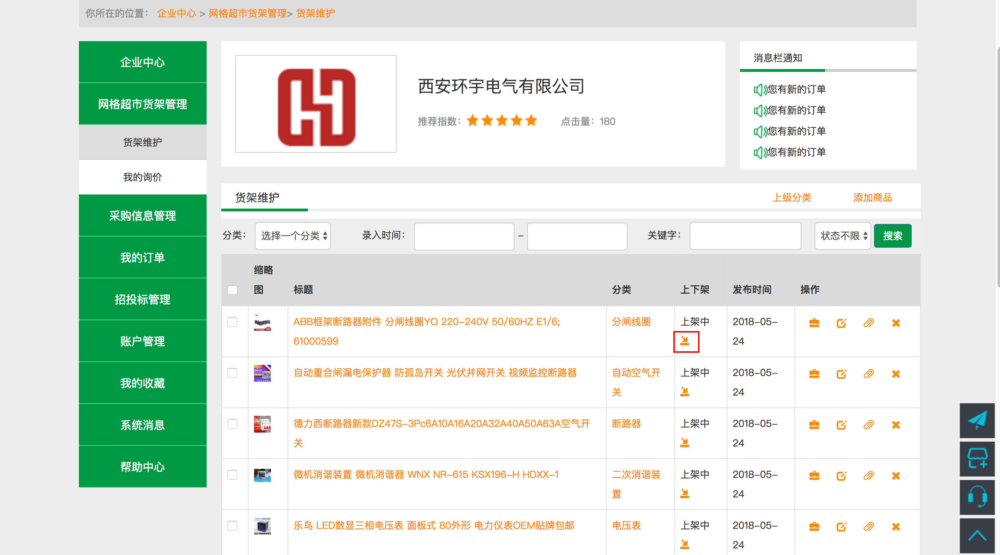 你所在的位置： 企业中心 > 网格超市货架管理> 货架维护
企业中心
网格超市货架管理
货架维护
我的询价
采购信息管理
我的订单
招投标管理
账户管理
我的收藏
系统消息
帮助中心
西安环宇电气有限公司
推荐指数： 点击量：180
消息栏通知
您有新的订单
您有新的订单
您有新的订单
您有新的订单
货架维护 上级分类 添加商品
分类： 选择一个分类 录入时间： – 关键字： 状态不限 搜索
缩略
图 标题 分类 上下架 发布时间 操作
ABB框架断路器附件 分闸线圈YO 220-240V 50/60HZ E1/6; 分闸线圈 上架中 2018-05-
61000599 24
自动重合闸漏电保护器 防孤岛开关 光伏并网开关 视频监控断路器 自动空气开 上架中 2018-05-
关 24
德力西断路器新款DZ47S-3Pc6A10A16A20A32A40A50A63A空气开 断路器 上架中 2018-05-
关 24
微机消谐装置 微机消谐器 WNX NR-615 KSX196-H HDXX-1 二次消谐装 上架中 2018-05-
置 24
乐鸟 LED数显三相电压表 面板式 80外形 电力仪表OEM贴牌包邮 电压表 上架中 2018-05-
24